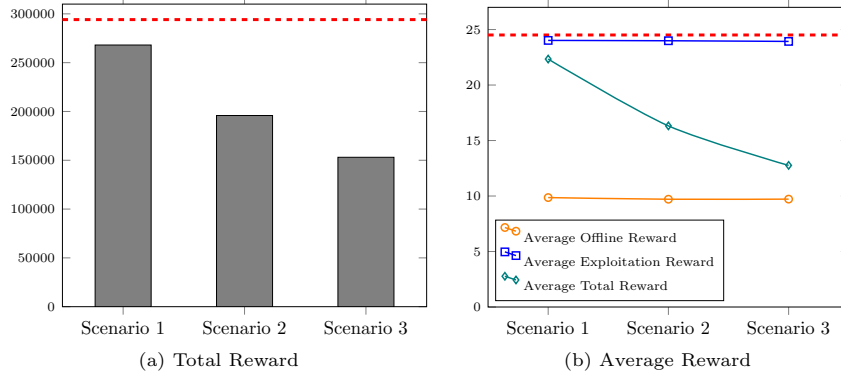 300000
250000
200000
150000
100000
50000
0
Scenario 1 Scenario 2 Scenario 3
(a) Total Reward
25
20
15
10
5
0
Average Offline Reward
Average Exploitation Reward
Average Total Reward
Scenario 1 Scenario 2 Scenario 3
(b) Average Reward